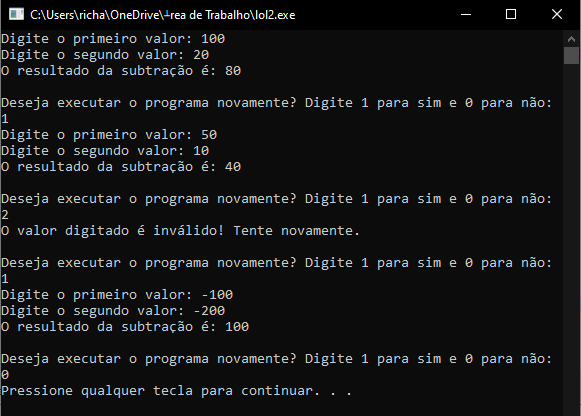 C:\Users\richa\OneDrive\┴rea de Trabalho\lol2.exe
Digite o primeiro valor: 100
Digite o segundo valor: 20
O resultado da subtração é: 80
Deseja executar o programa novamente? Digite 1 para sim e 0 para não:
1
Digite o primeiro valor: 50
Digite o segundo valor: 10
O resultado da subtração é: 40
Deseja executar o programa novamente? Digite 1 para sim e 0 para não:
2
O valor digitado é inválido! Tente novamente.
Deseja executar o programa novamente? Digite 1 para sim e 0 para não:
1
Digite o primeiro valor: -100
Digite o segundo valor: -200
O resultado da subtração é: 100
Deseja executar o programa novamente? Digite 1 para sim e 0 para não:
0
Pressione qualquer tecla para continuar. . .